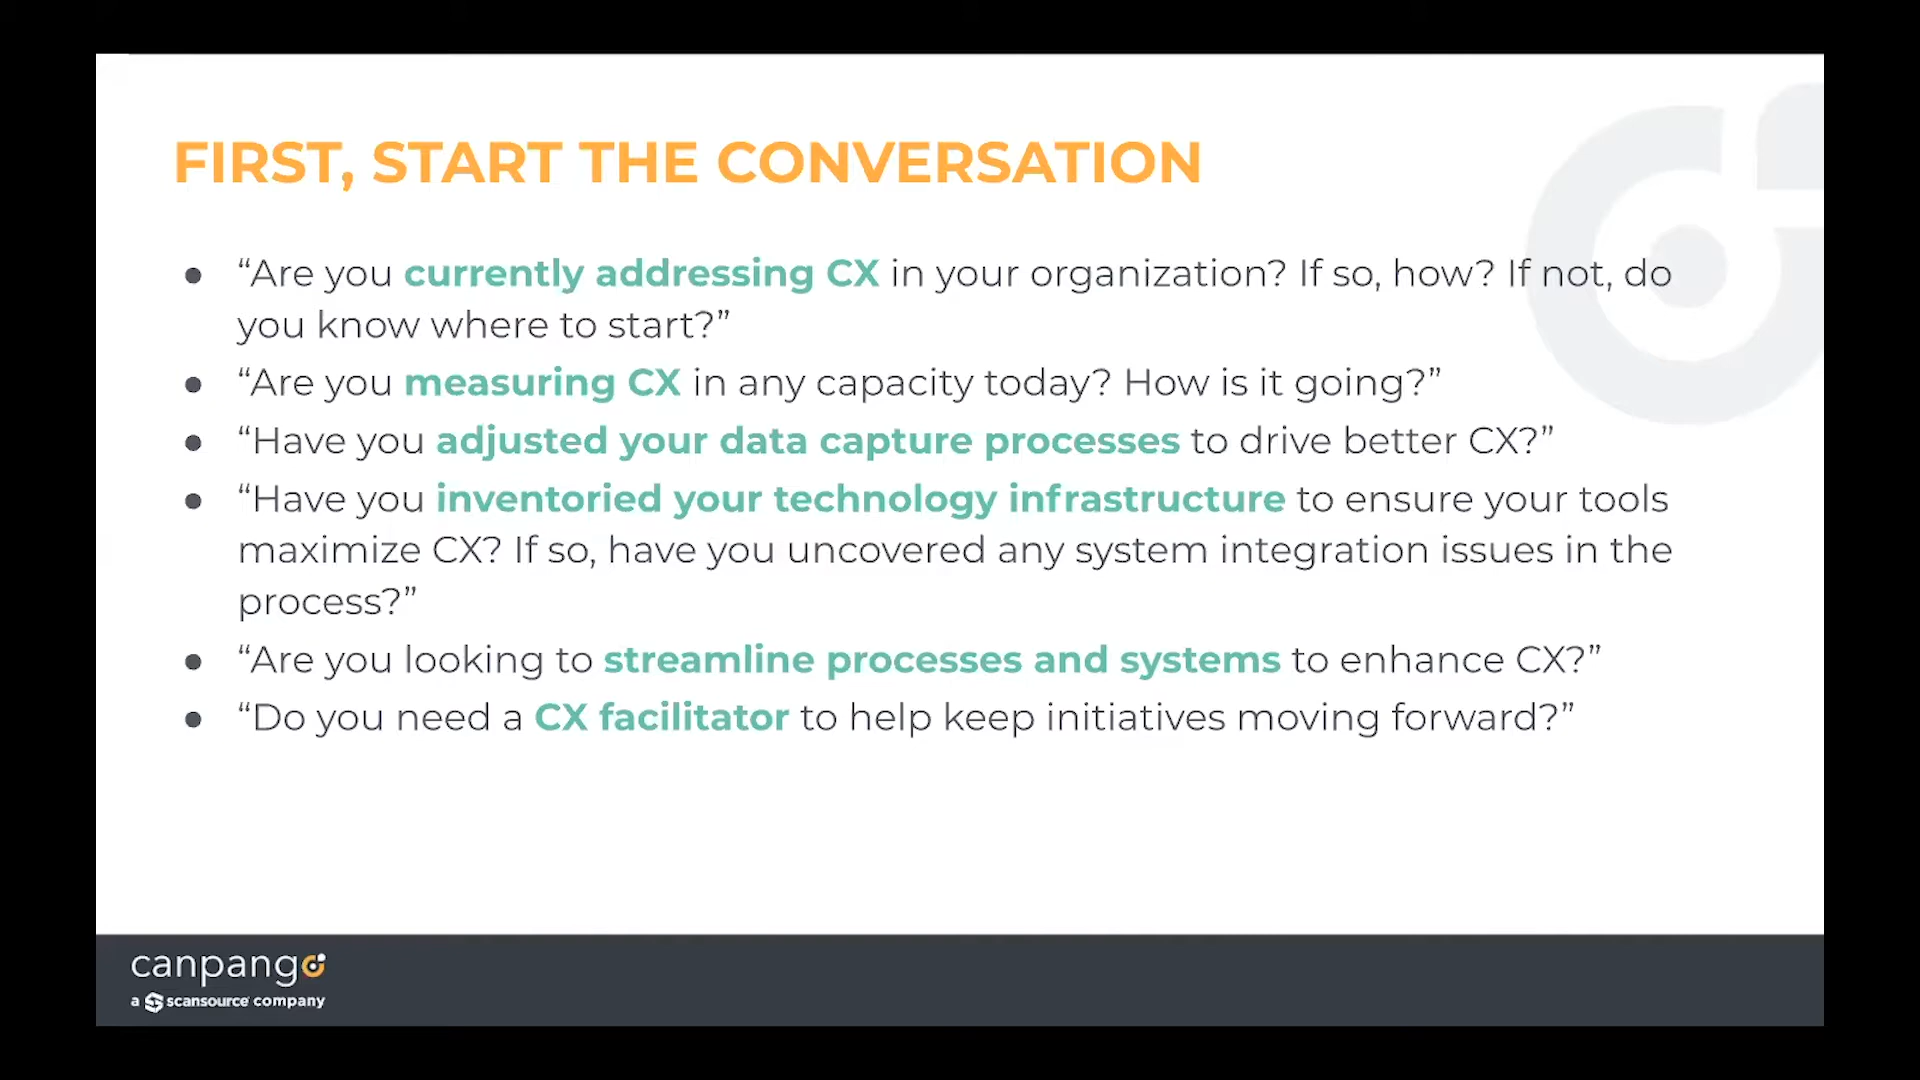 FIRST, START THE CONVERSATION
● “Are you currently addressing CX in your organization? If so, how? If not, do
you know where to start?”
● “Are you measuring CX in any capacity today? How is it going?”
● “Have you adjusted your data capture processes to drive better CX?”
● “Have you inventoried your technology infrastructure to ensure your tools
maximize CX? If so, have you uncovered any system integration issues in the
process?”
● “Are you looking to streamline processes and systems to enhance CX?”
● “Do you need a CX facilitator to help keep initiatives moving forward?”
canpango
a scansource company